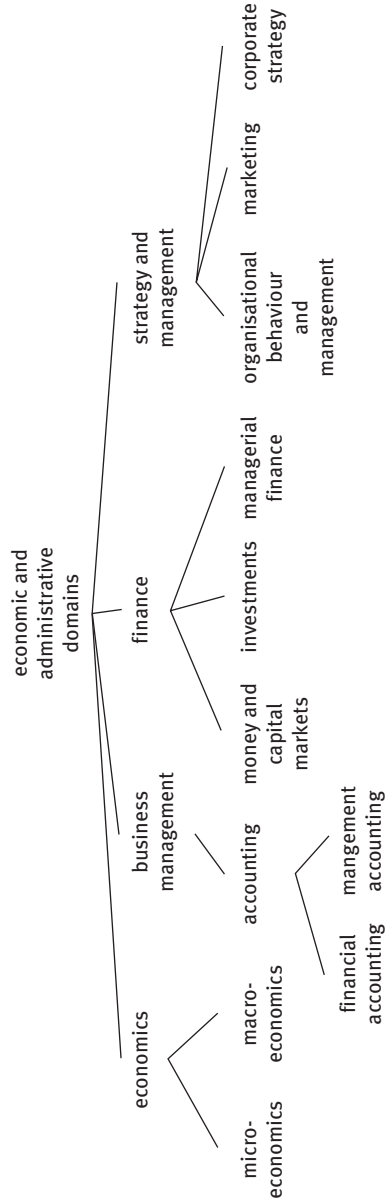 economic and
administrative
domains
economics
business
management
finance
strategy and
management
micro-
economics
macro-
economics
accounting
money and
capital
markets
investments
managerial
finance
organisational
behaviour
and
management
marketing
corporate
strategy
financial
accounting
mangement
accounting